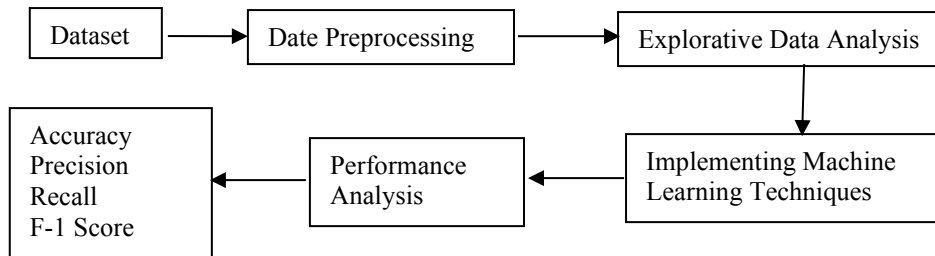 Dataset
Date Preprocessing
Explorative Data Analysis
Implementing Machine
Learning Techniques
Performance
Analysis
Accuracy
Precision
Recall
F-1 Score